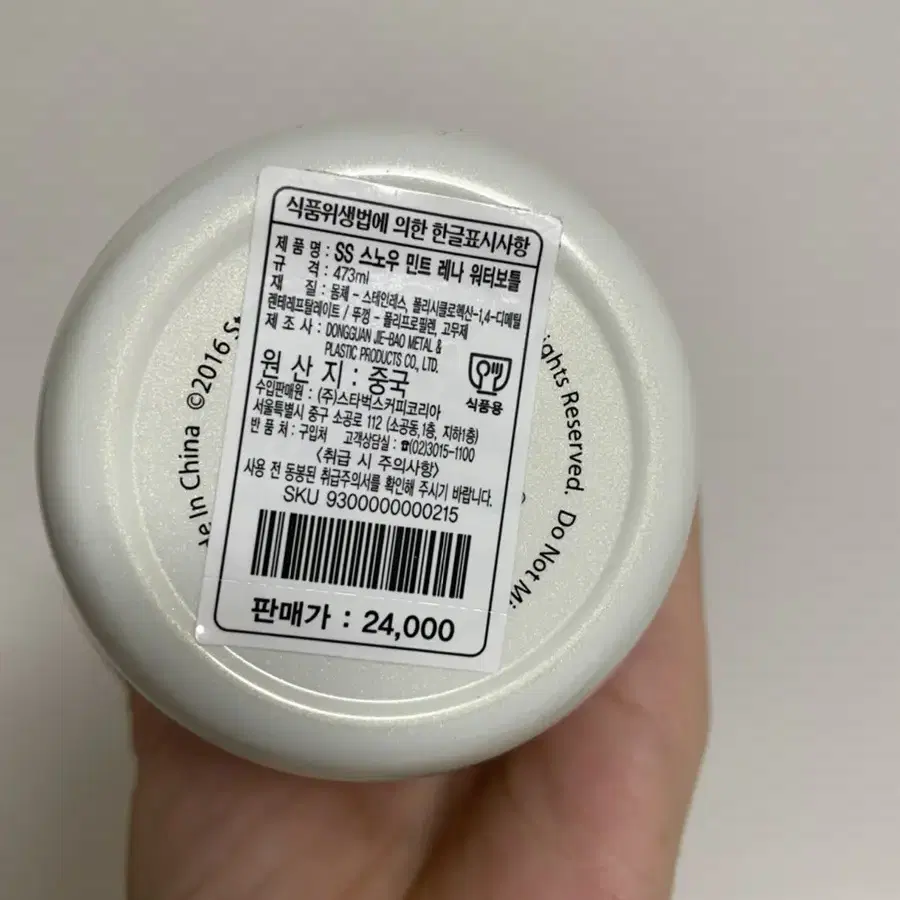 식품위생법에 의한 한글표시사항
제 품 명 : SS 스노우 민트 레나 워터보틀
규 격 : 473ml
재 질 : 몸체 - 스테인레스, 폴리시클로헥산-1,4-디메틸
렌테레프탈레이트 / 뚜껑 - 폴리프로필렌, 고무제
제 조 사 : DONGGUAN JIE-BAO METAL &
PLASTIC PRODUCTS CO., LTD.
원 산 지 : 중국
식품용
수입판매원 : (주)스타벅스커피코리아
서울특별시 중구 소공로 112 (소공동,1층, 지하1층)
반 품 처 : 구입처 고객상담실 : ☎(02)3015-1100
<취급 시 주의사항>
사용 전 동봉된 취급주의서를 확인해 주시기 바랍니다.
SKU 9300000000215
판매가 : 24,000
In China ©2016
Reserved. Do Not